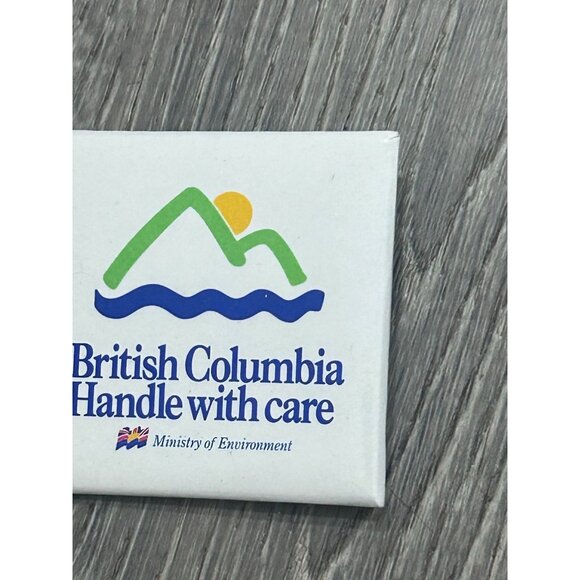 British Columbia
Handle with care
Ministry of Environment